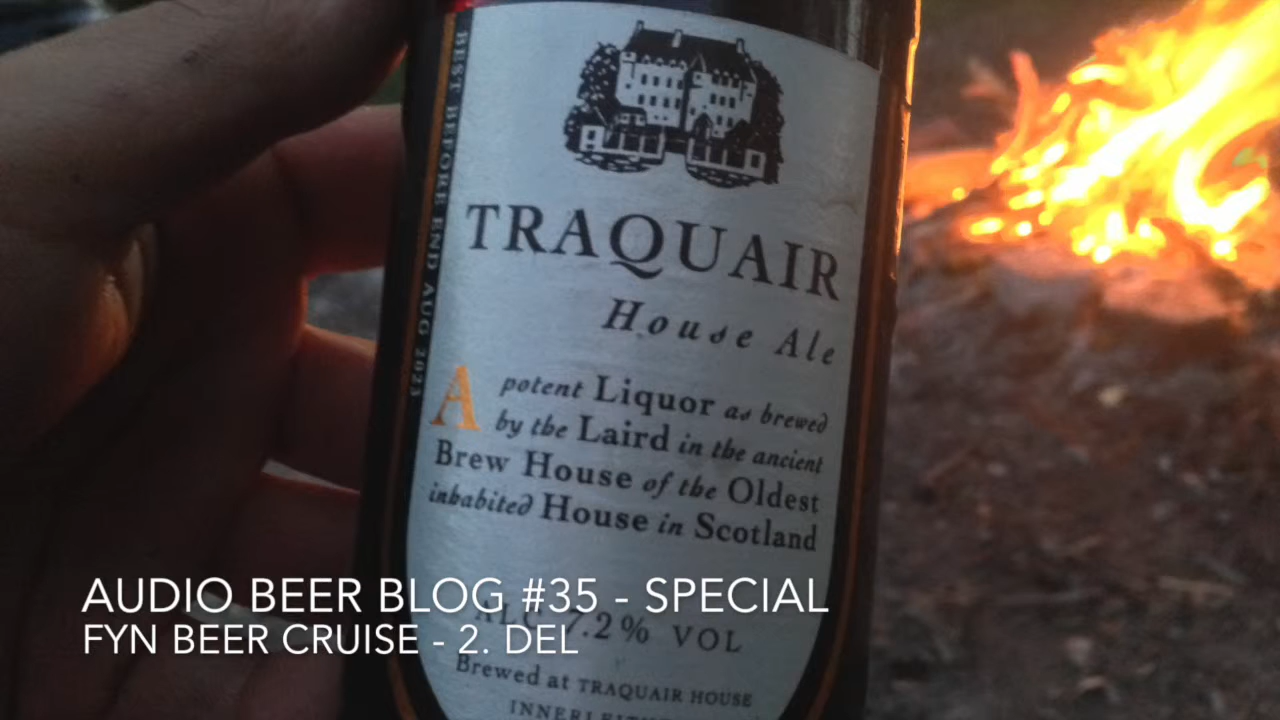 BEST BEFORE END AUG 2023
TRAQUAIR
House Ale
A potent Liquor as brewed
by the Laird in the ancient
Brew House of the Oldest
inhabited House in Scotland
AUDIO BEER BLOG #35 - SPECIAL
ALC 7.2% VOL
FYN BEER CRUISE - 2. DEL
Brewed at TRAQUAIR HOUSE